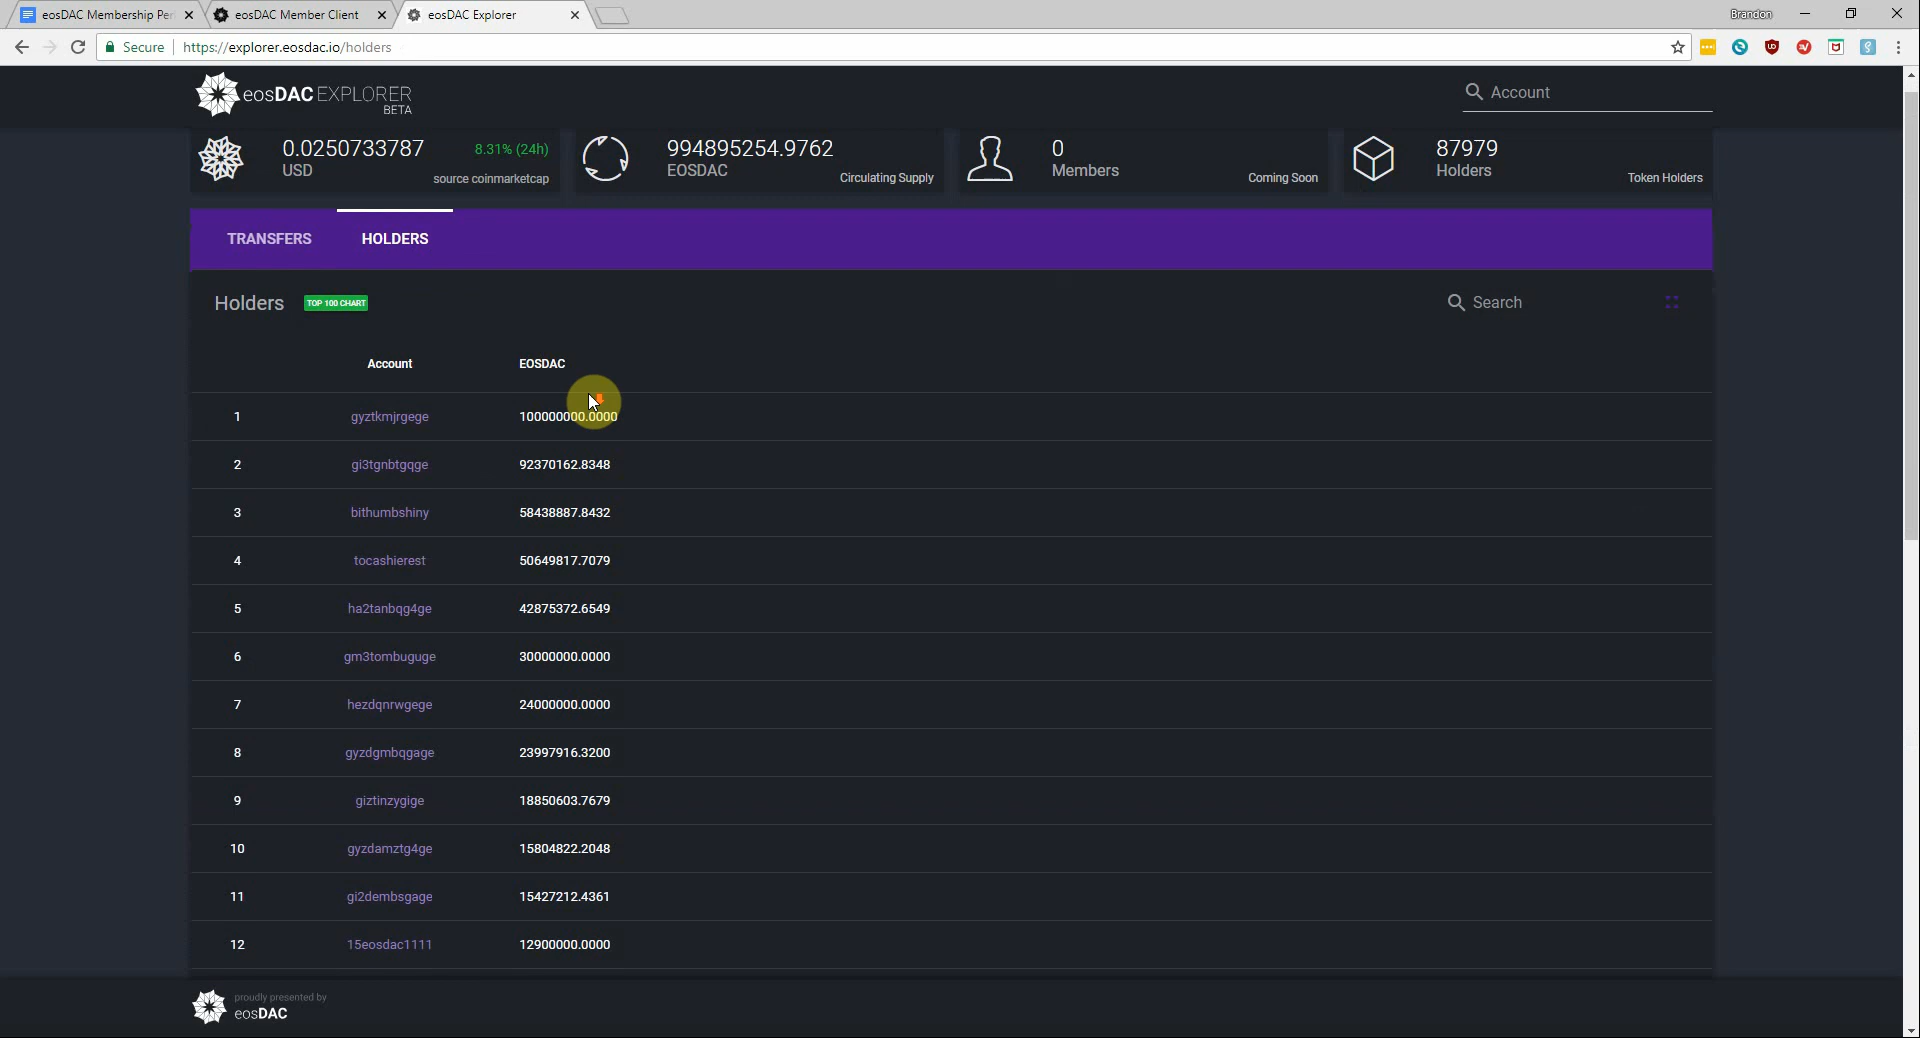 eosDAC Membership Per
eosDAC Member Client
eosDAC Explorer
Brandon
Secure
https://explorer.eosdac.io/holders
eosDAC EXPLORER
BETA
Account
0.0250733787
USD
8.31% (24h)
source coinmarketcap
994895254.9762
EOSDAC
Circulating Supply
0
Members
Coming Soon
87979
Holders
Token Holders
TRANSFERS HOLDERS
Holders TOP 100 CHART
Search
Account EOSDAC
1 gyztkmjrgege 100000000.0000
2 gi3tgnbtgqge 92370162.8348
3 bithumbshiny 58438887.8432
4 tocashierest 50649817.7079
5 ha2tanbqg4ge 42875372.6549
6 gm3tombuguge 30000000.0000
7 hezdqnrwgege 24000000.0000
8 gyzdgmbqgage 23997916.3200
9 giztinzygige 18850603.7679
10 gyzdamztg4ge 15804822.2048
11 gi2dembsgage 15427212.4361
12 15eosdac1111 12900000.0000
proudly presented by
eosDAC